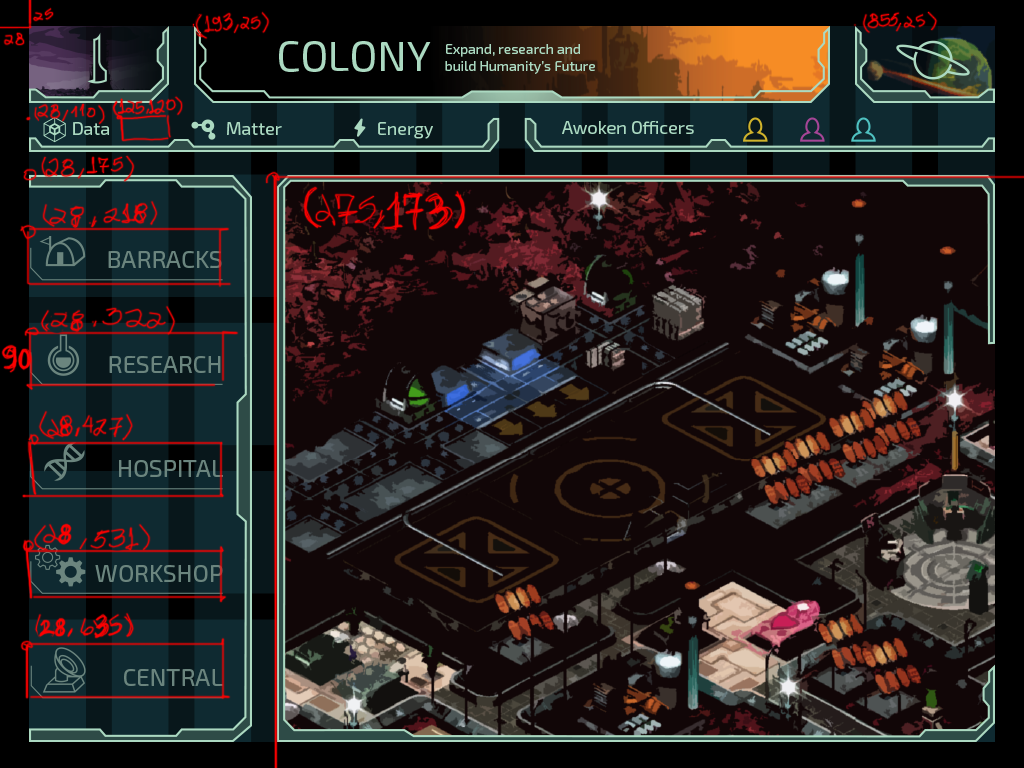 25
28
(193,25)
(855,25)
COLONY
Expand, research and
build Humanity's Future
(28,110) (125,120)
Data
Matter
Energy
Awoken Officers
(28,175)
(275,173)
(28,218)
BARRACKS
(28,322)
90
RESEARCH
(28,427)
HOSPITAL
(28,531)
WORKSHOP
(28,635)
CENTRAL